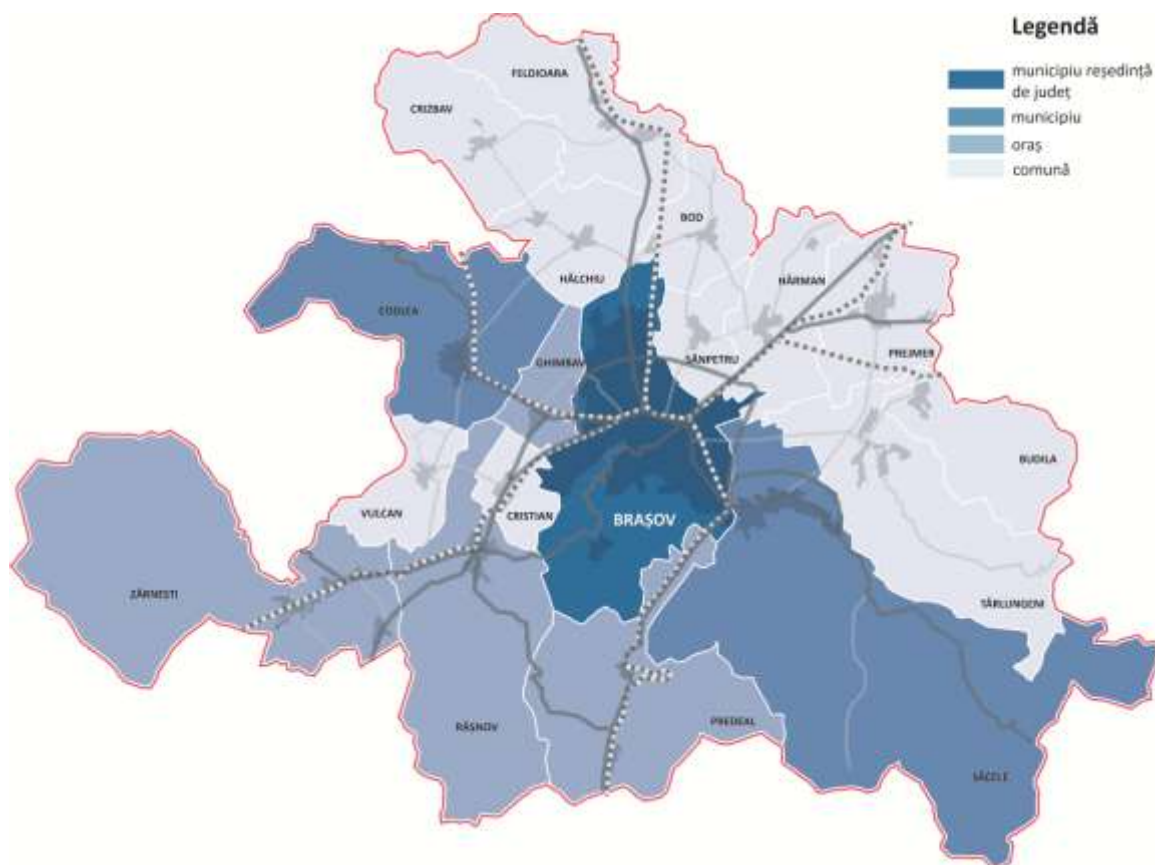 Legendă
municipiu reședință
de județ
municipiu
oraș
comună
FELDIOARA
CRIZBAV
BOD
HĂLCHIU
HĂRMAN
CODLEA
GHIMBAV
SÂNPETRU
PREJMER
BUDILA
VULCAN
CRISTIAN
BRAȘOV
ZĂRNEȘTI
TĂRLUNGENI
RÂȘNOV
PREDEAL
SĂCELE